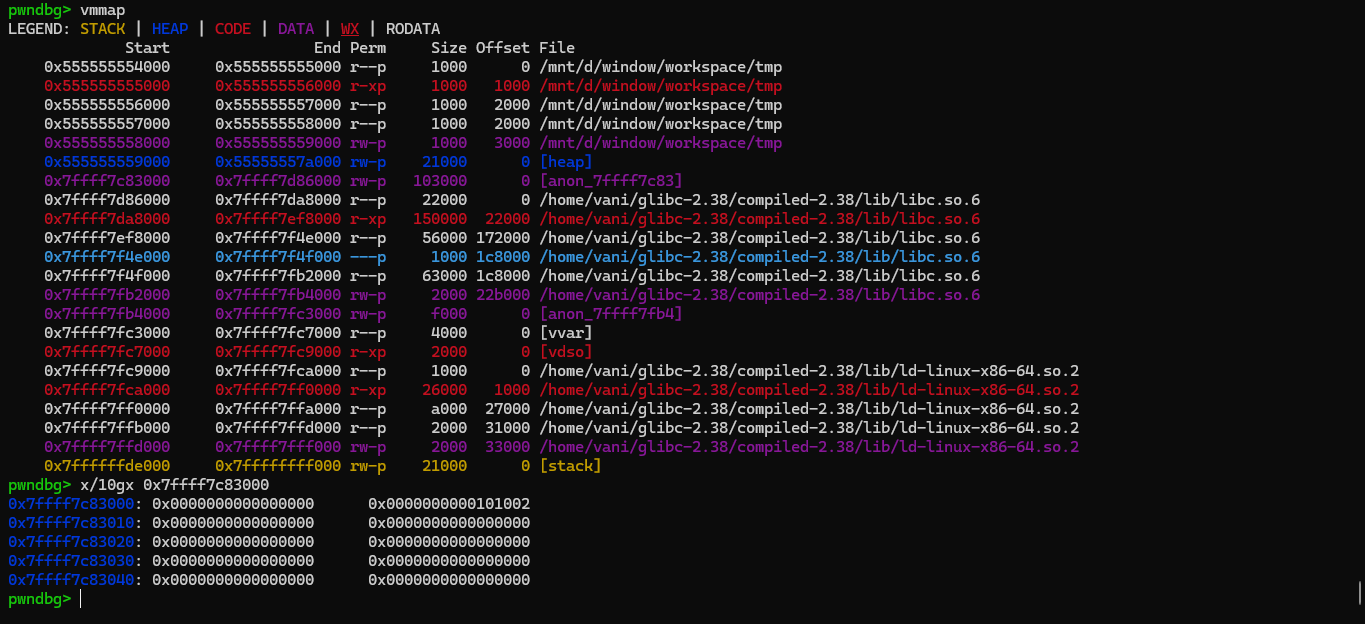 pwndbg> vmmap
LEGEND: STACK | HEAP | CODE | DATA | WX | RODATA
             Start                End Perm     Size Offset File
    0x555555554000     0x555555555000 r--p     1000      0 /mnt/d/window/workspace/tmp
    0x555555555000     0x555555556000 r-xp     1000   1000 /mnt/d/window/workspace/tmp
    0x555555556000     0x555555557000 r--p     1000   2000 /mnt/d/window/workspace/tmp
    0x555555557000     0x555555558000 r--p     1000   2000 /mnt/d/window/workspace/tmp
    0x555555558000     0x555555559000 rw-p     1000   3000 /mnt/d/window/workspace/tmp
    0x555555559000     0x55555557a000 rw-p    21000      0 [heap]
    0x7ffff7c83000     0x7ffff7d86000 rw-p   103000      0 [anon_7ffff7c83]
    0x7ffff7d86000     0x7ffff7da8000 r--p    22000      0 /home/vani/glibc-2.38/compiled-2.38/lib/libc.so.6
    0x7ffff7da8000     0x7ffff7ef8000 r-xp   150000  22000 /home/vani/glibc-2.38/compiled-2.38/lib/libc.so.6
    0x7ffff7ef8000     0x7ffff7f4e000 r--p    56000 172000 /home/vani/glibc-2.38/compiled-2.38/lib/libc.so.6
    0x7ffff7f4e000     0x7ffff7f4f000 ---p     1000 1c8000 /home/vani/glibc-2.38/compiled-2.38/lib/libc.so.6
    0x7ffff7f4f000     0x7ffff7fb2000 r--p    63000 1c8000 /home/vani/glibc-2.38/compiled-2.38/lib/libc.so.6
    0x7ffff7fb2000     0x7ffff7fb4000 rw-p     2000 22b000 /home/vani/glibc-2.38/compiled-2.38/lib/libc.so.6
    0x7ffff7fb4000     0x7ffff7fc3000 rw-p     f000      0 [anon_7ffff7fb4]
    0x7ffff7fc3000     0x7ffff7fc7000 r--p     4000      0 [vvar]
    0x7ffff7fc7000     0x7ffff7fc9000 r-xp     2000      0 [vdso]
    0x7ffff7fc9000     0x7ffff7fca000 r--p     1000      0 /home/vani/glibc-2.38/compiled-2.38/lib/ld-linux-x86-64.so.2
    0x7ffff7fca000     0x7ffff7ff0000 r-xp    26000   1000 /home/vani/glibc-2.38/compiled-2.38/lib/ld-linux-x86-64.so.2
    0x7ffff7ff0000     0x7ffff7ffa000 r--p     a000  27000 /home/vani/glibc-2.38/compiled-2.38/lib/ld-linux-x86-64.so.2
    0x7ffff7ffb000     0x7ffff7ffd000 r--p     2000  31000 /home/vani/glibc-2.38/compiled-2.38/lib/ld-linux-x86-64.so.2
    0x7ffff7ffd000     0x7ffff7fff000 rw-p     2000  33000 /home/vani/glibc-2.38/compiled-2.38/lib/ld-linux-x86-64.so.2
    0x7ffffffde000     0x7ffffffff000 rw-p    21000      0 [stack]
pwndbg> x/10gx 0x7ffff7c83000
0x7ffff7c83000: 0x0000000000000000      0x0000000000101002
0x7ffff7c83010: 0x0000000000000000      0x0000000000000000
0x7ffff7c83020: 0x0000000000000000      0x0000000000000000
0x7ffff7c83030: 0x0000000000000000      0x0000000000000000
0x7ffff7c83040: 0x0000000000000000      0x0000000000000000
pwndbg>